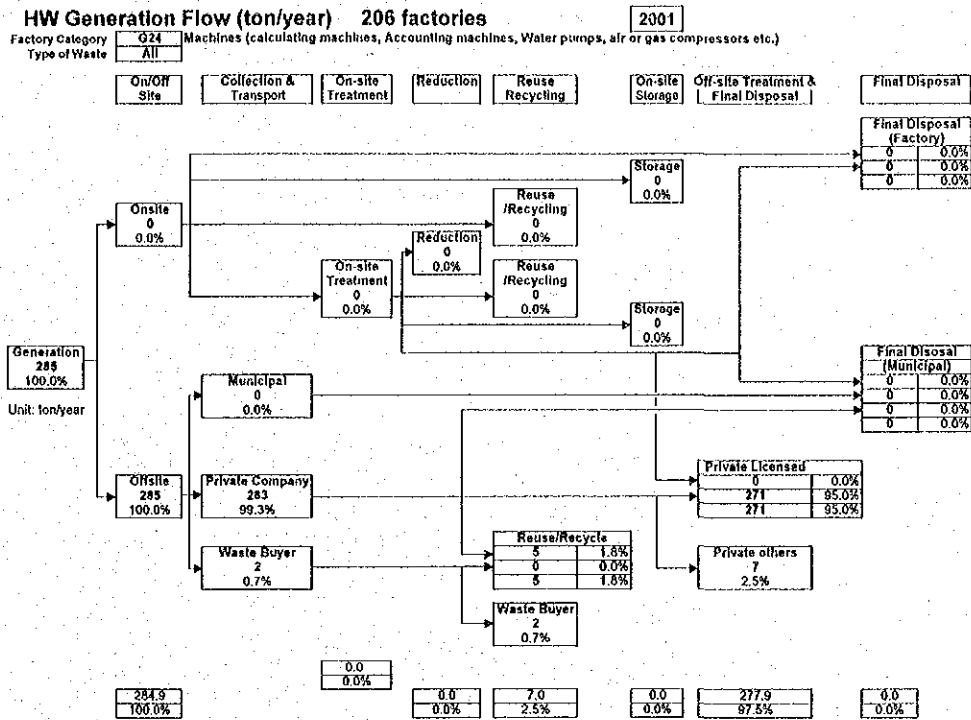 HW Generation Flow (ton/year) 206 factories 2001
Factory Category G24 Machines (calculating machines, Accounting machines, Water pumps, air or gas compressors etc.)
Type of Waste All
On/Off Site
Collection & Transport
On-site Treatment
Reduction
Reuse Recycling
On-site Storage
Off-site Treatment & Final Disposal
Final Disposal
Final Disposal
(Factory)
0 0.0%
0 0.0%
0 0.0%
Storage
0
0.0%
Onsite
0
0.0%
Reuse
/Recycling
0
0.0%
Reduction
0
0.0%
On-site
Treatment
0
0.0%
Reuse
/Recycling
0
0.0%
Storage
0
0.0%
Generation
285
100.0%
Unit: ton/year
Final Disosal
(Municipal)
0 0.0%
0 0.0%
0 0.0%
0 0.0%
Municipal
0
0.0%
Offsite
285
100.0%
Private Company
283
99.3%
Private Licensed
0 0.0%
271 95.0%
271 95.0%
Waste Buyer
2
0.7%
Reuse/Recycle
5 1.8%
0 0.0%
5 1.8%
Private others
7
2.5%
Waste Buyer
2
0.7%
0.0
0.0%
284.9 0.0 7.0 0.0 277.9 0.0
100.0% 0.0% 2.5% 0.0% 97.5% 0.0%